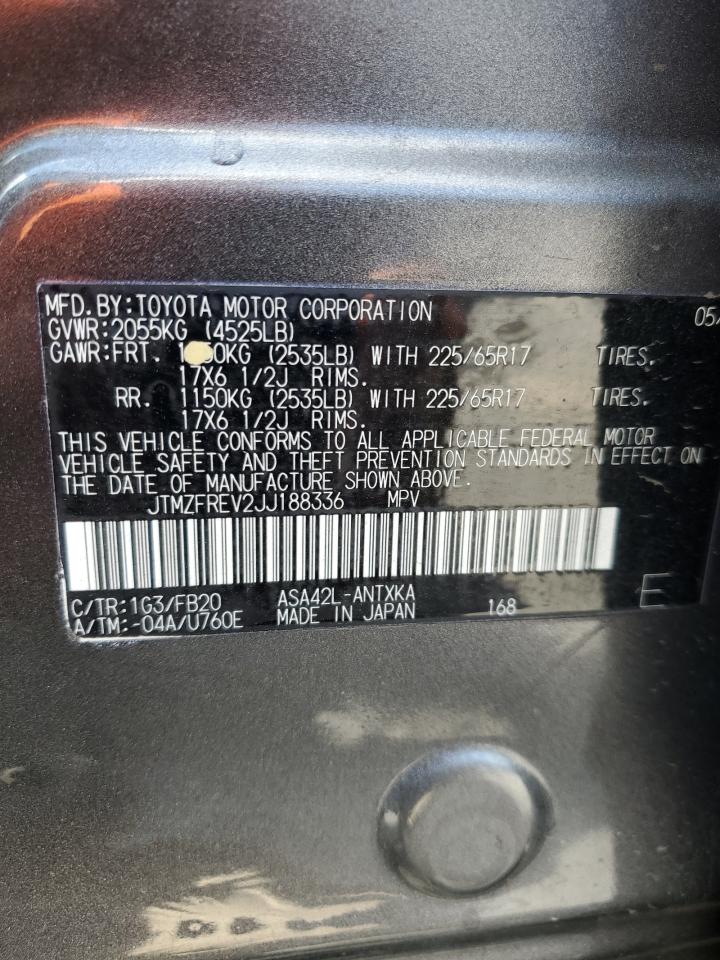 MFD.BY:TOYOTA MOTOR CORPORATION 05/
GVWR:2055KG (4525LB)
GAWR:FRT. (2535LB) WITH 225/65R17 TIRES.
17X6 1/2J RIMS.
RR. 1150KG (2535LB) WITH 225/65R17 TIRES.
17X6 1/2J RIMS.
THIS VEHICLE CONFORMS TO ALL APPLICABLE FEDERAL MOTOR
VEHICLE SAFETY AND THEFT PREVENTION STANDARDS IN EFFECT ON
THE DATE OF MANUFACTURE SHOWN ABOVE.
JTMZFREV2JJ188336 MPV
C/TR:1G3/FB20 ASA42L-ANTXKA 168 E
A/TM:-04A/U760E MADE IN JAPAN